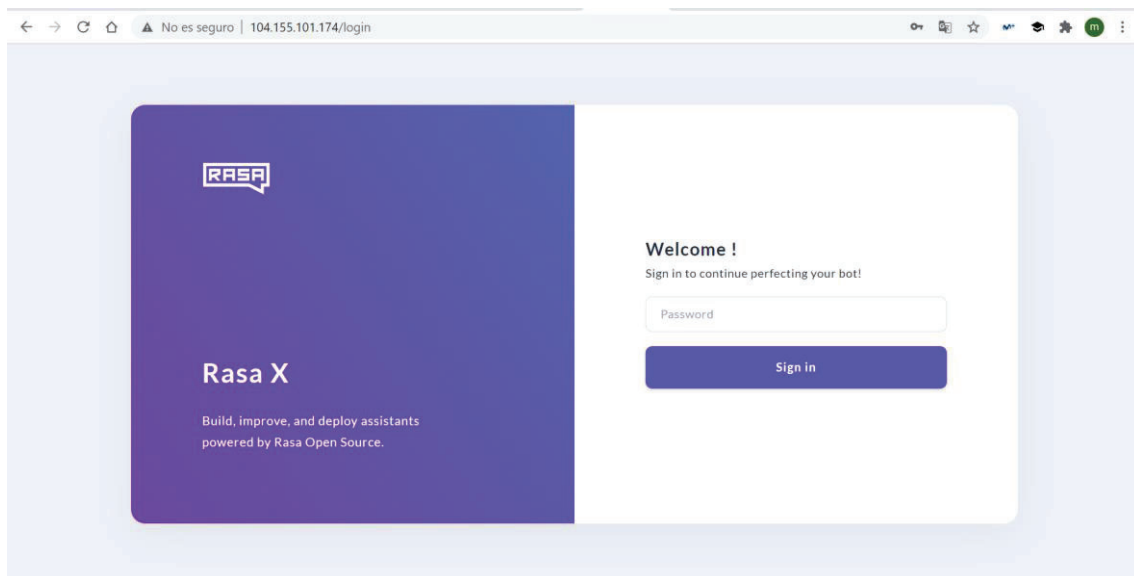 No es seguro | 104.155.101.174/login
m
RASA
Welcome !
Sign in to continue perfecting your bot!
Password
Sign in
Rasa X
Build, improve, and deploy assistants
powered by Rasa Open Source.